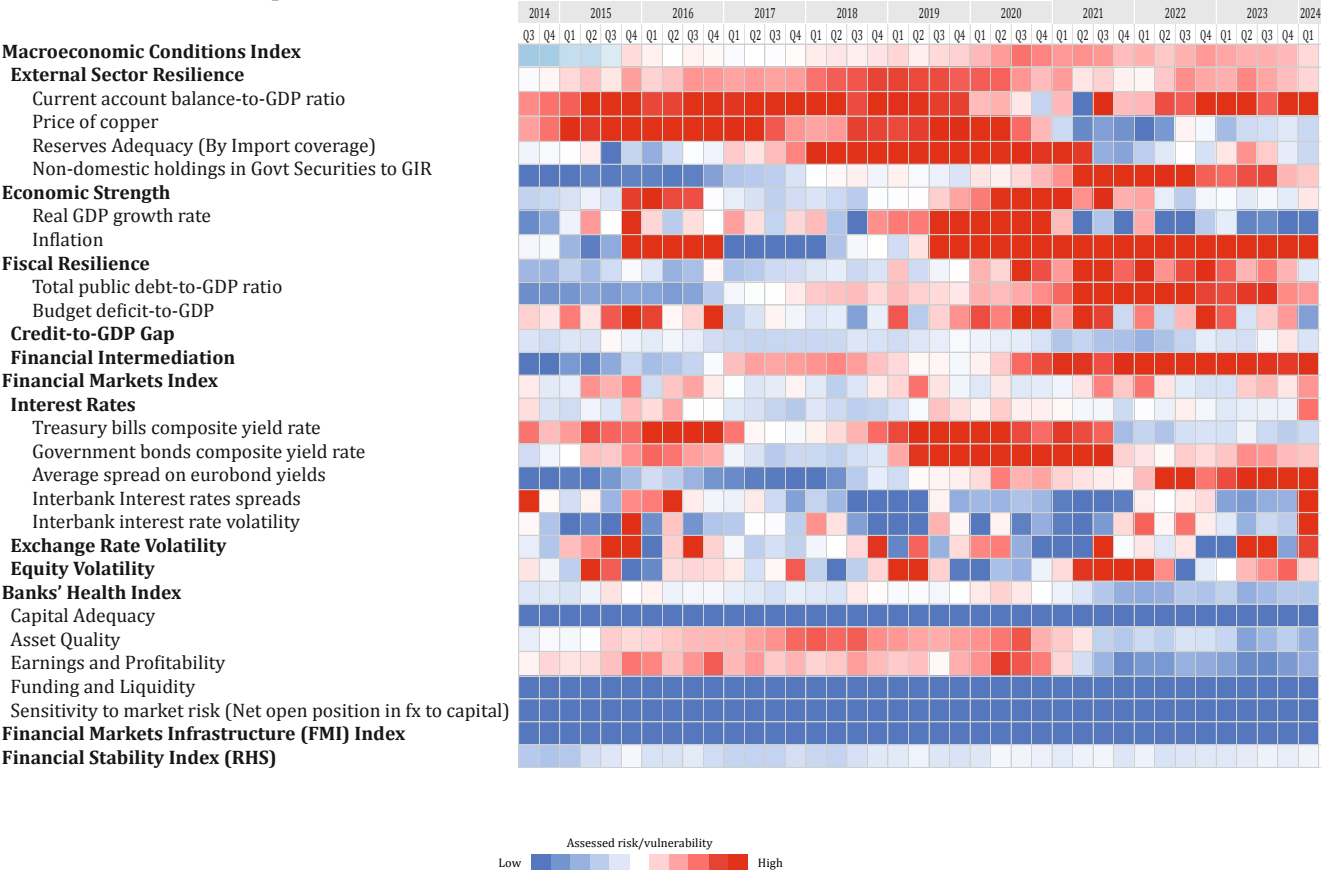 2014 2015 2016 2017 2018 2019 2020 2021 2022 2023 2024
Q3 Q4 Q1 Q2 Q3 Q4 Q1 Q2 Q3 Q4 Q1 Q2 Q3 Q4 Q1 Q2 Q3 Q4 Q1 Q2 Q3 Q4 Q1 Q2 Q3 Q4 Q1 Q2 Q3 Q4 Q1 Q2 Q3 Q4 Q1 Q2 Q3 Q4 Q1
Macroeconomic Conditions Index
External Sector Resilience
Current account balance-to-GDP ratio
Price of copper
Reserves Adequacy (By Import coverage)
Non-domestic holdings in Govt Securities to GIR
Economic Strength
Real GDP growth rate
Inflation
Fiscal Resilience
Total public debt-to-GDP ratio
Budget deficit-to-GDP
Credit-to-GDP Gap
Financial Intermediation
Financial Markets Index
Interest Rates
Treasury bills composite yield rate
Government bonds composite yield rate
Average spread on eurobond yields
Interbank Interest rates spreads
Interbank interest rate volatility
Exchange Rate Volatility
Equity Volatility
Banks’ Health Index
Capital Adequacy
Asset Quality
Earnings and Profitability
Funding and Liquidity
Sensitivity to market risk (Net open position in fx to capital)
Financial Markets Infrastructure (FMI) Index
Financial Stability Index (RHS)
Assessed risk/vulnerability
Low High